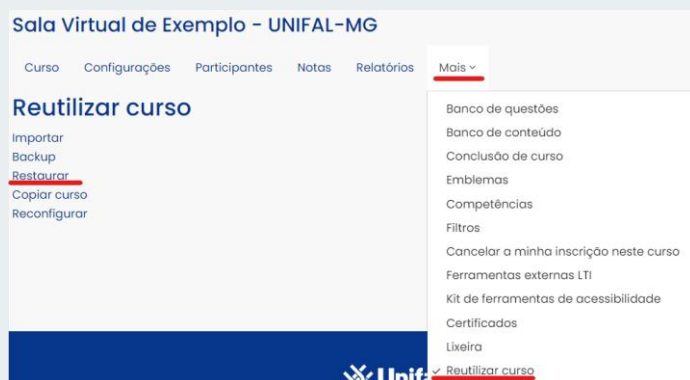 Sala Virtual de Exemplo - UNIFAL-MG
Curso Configurações Participantes Notas Relatórios Mais
Reutilizar curso
Importar
Backup
Restaurar
Copiar curso
Reconfigurar
Banco de questões
Banco de conteúdo
Conclusão de curso
Emblemas
Competências
Filtros
Cancelar a minha inscrição neste curso
Ferramentas externas LTI
Kit de ferramentas de acessibilidade
Certificados
Lixeira
Reutilizar curso